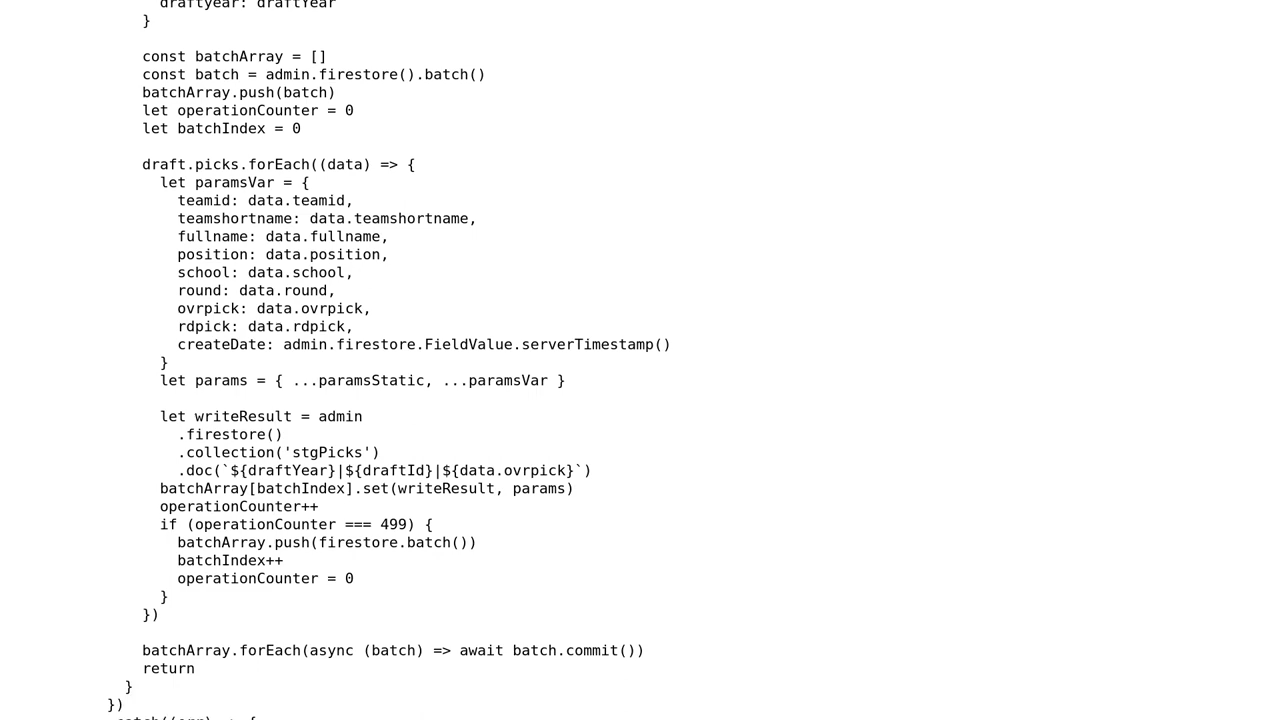 draftyear: draftYear
}
const batchArray = []
const batch = admin.firestore().batch()
batchArray.push(batch)
let operationCounter = 0
let batchIndex = 0
draft.picks.forEach((data) => {
let paramsVar = {
teamid: data.teamid,
teamshortname: data.teamshortname,
fullname: data.fullname,
position: data.position,
school: data.school,
round: data.round,
ovrpick: data.ovrpick,
rdpick: data.rdpick,
createDate: admin.firestore.FieldValue.serverTimestamp()
}
let params = { ...paramsStatic, ...paramsVar }
let writeResult = admin
.firestore()
.collection('stgPicks')
.doc(`${draftYear}|${draftId}|${data.ovrpick}`)
batchArray[batchIndex].set(writeResult, params)
operationCounter++
if (operationCounter === 499) {
batchArray.push(firestore.batch())
batchIndex++
operationCounter = 0
}
})
batchArray.forEach(async (batch) => await batch.commit())
return
}
})